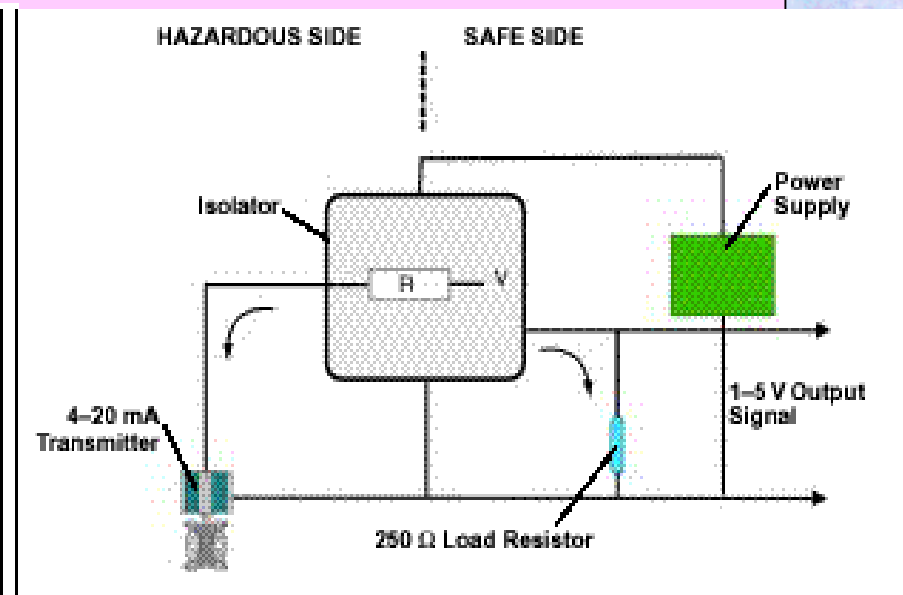 HAZARDOUS SIDE
SAFE SIDE
Isolator
Power
Supply
R
V
4–20 mA
Transmitter
1–5 V Output
Signal
250 Ω Load Resistor